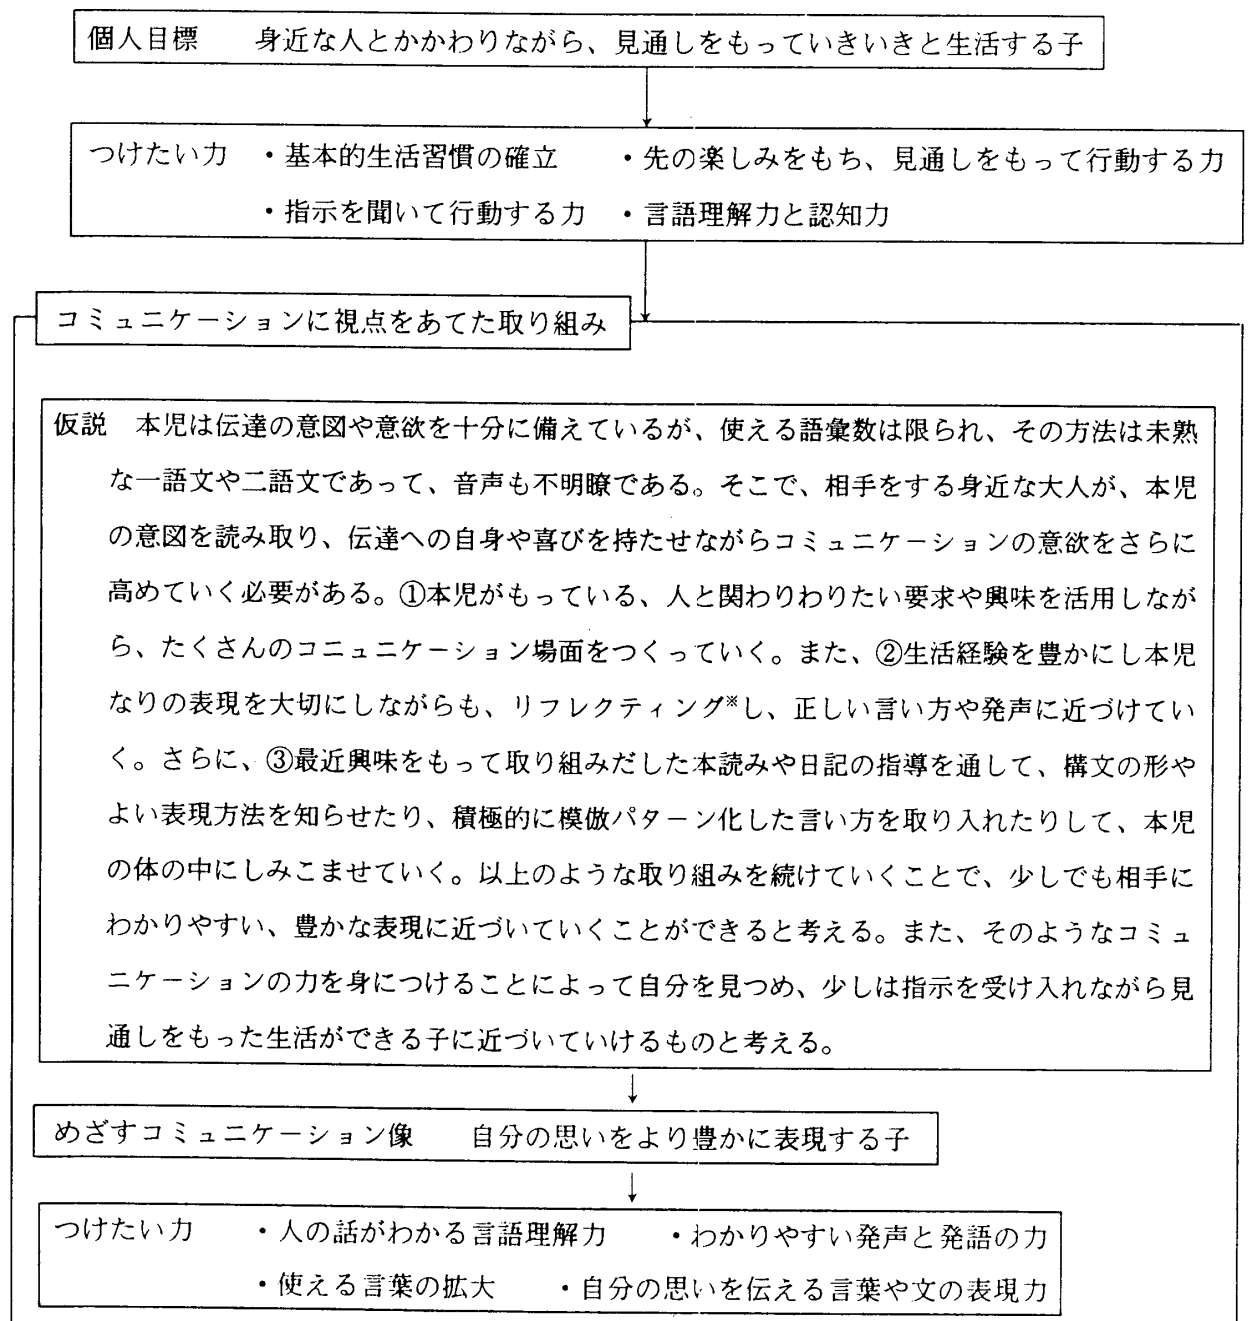 個人目標　身近な人とかかわりながら、見通しをもっていきいきと生活する子
つけたい力　・基本的生活習慣の確立　・先の楽しみをもち、見通しをもって行動する力
・指示を聞いて行動する力　・言語理解力と認知力
コミュニケーションに視点をあてた取り組み
仮説　本児は伝達の意図や意欲を十分に備えているが、使える語彙数は限られ、その方法は未熟
な一語文や二語文であって、音声も不明瞭である。そこで、相手をする身近な大人が、本児
の意図を読み取り、伝達への自身や喜びを持たせながらコミュニケーションの意欲をさらに
高めていく必要がある。①本児がもっている、人と関わりわりたい要求や興味を活用しなが
ら、たくさんのコニュニケーション場面をつくっていく。また、②生活経験を豊かにし本児
なりの表現を大切にしながらも、リフレクティング※し、正しい言い方や発声に近づけてい
く。さらに、③最近興味をもって取り組みだした本読みや日記の指導を通して、構文の形や
よい表現方法を知らせたり、積極的に模倣パターン化した言い方を取り入れたりして、本児
の体の中にしみこませていく。以上のような取り組みを続けていくことで、少しでも相手に
わかりやすい、豊かな表現に近づいていくことができると考える。また、そのようなコミュ
ニケーションの力を身につけることによって自分を見つめ、少しは指示を受け入れながら見
通しをもった生活ができる子に近づいていけるものと考える。
めざすコミュニケーション像　自分の思いをより豊かに表現する子
つけたい力　・人の話がわかる言語理解力　・わかりやすい発声と発語の力
・使える言葉の拡大　・自分の思いを伝える言葉や文の表現力